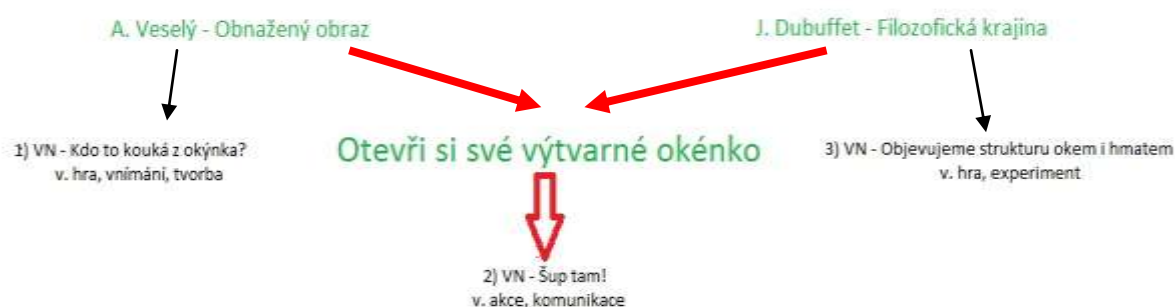 A. Veselý - Obnažený obraz
J. Dubuffet - Filozofická krajina
1) VN - Kdo to kouká z okýnka?
v. hra, vnímání, tvorba
Otevři si své výtvarné okénko
3) VN - Objevujeme strukturu okem i hmatem
v. hra, experiment
2) VN - Šup tam!
v. akce, komunikace